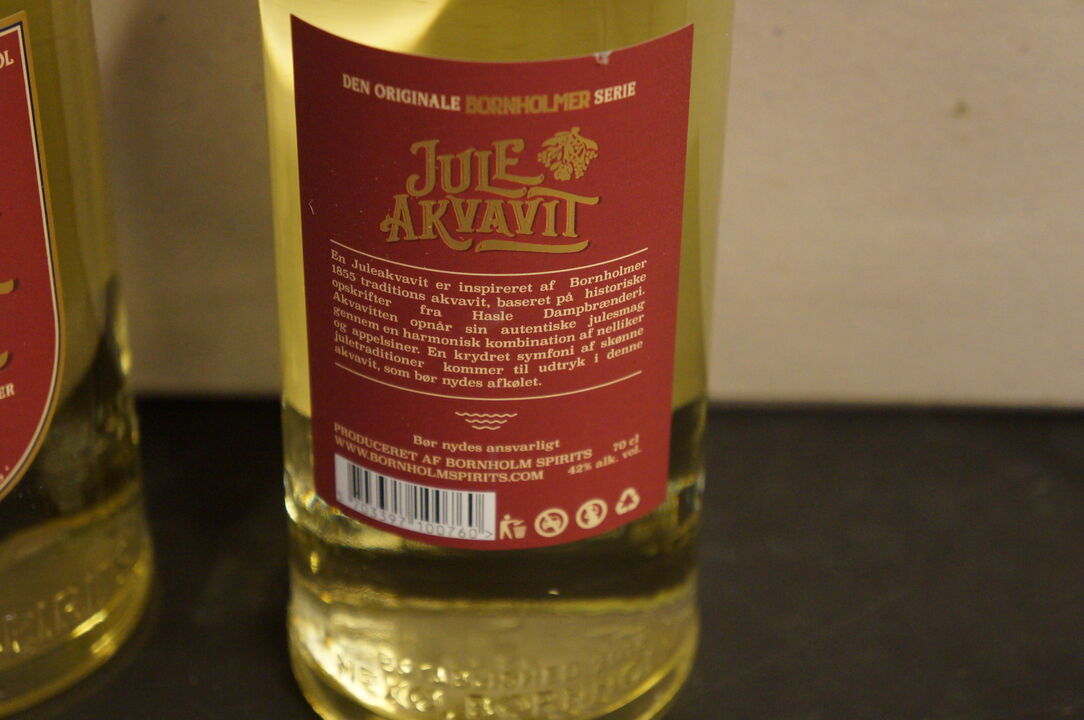 DEN ORIGINALE BORNHOLMER SERIE
JULE
AKVAVIT
En Juleakvavit er inspireret af Bornholmer
1855 traditions akvavit, baseret på historiske
opskrifter fra Hasle Dampbrænderi.
Akvavitten opnår sin autentiske julesmag
gennem en harmonisk kombination af nelliker
og appelsiner. En krydret symfoni af skønne
juletraditioner kommer til udtryk i denne
akvavit, som bør nydes afkølet.
Bør nydes ansvarligt
PRODUCERET AF BORNHOLM SPIRITS
WWW.BORNHOLMSPIRITS.COM
70 cl
42% alk. vol.
100760